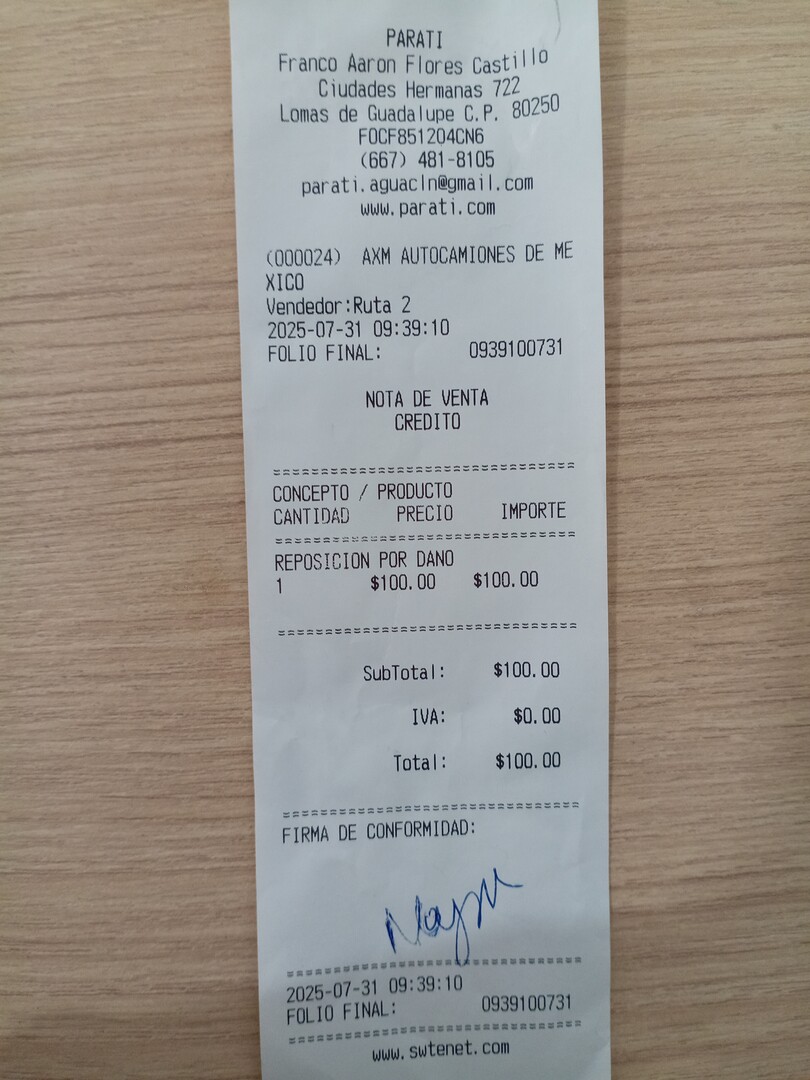 PARATI
Franco Aaron Flores Castillo
Ciudades Hermanas 722
Lomas de Guadalupe C.P. 80250
FOCF851204CN6
(667) 481-8105
parati.aguacln@gmail.com
www.parati.com
(000024) AXM AUTOCAMIONES DE ME
XICO
Vendedor:Ruta 2
2025-07-31 09:39:10
FOLIO FINAL: 0939100731
NOTA DE VENTA
CREDITO
===============================
CONCEPTO / PRODUCTO
CANTIDAD PRECIO IMPORTE
===============================
REPOSICION POR DANO
1 $100.00 $100.00
===============================
SubTotal: $100.00
IVA: $0.00
Total: $100.00
===============================
FIRMA DE CONFORMIDAD:
===============================
2025-07-31 09:39:10
FOLIO FINAL: 0939100731
===============================
www.swtenet.com